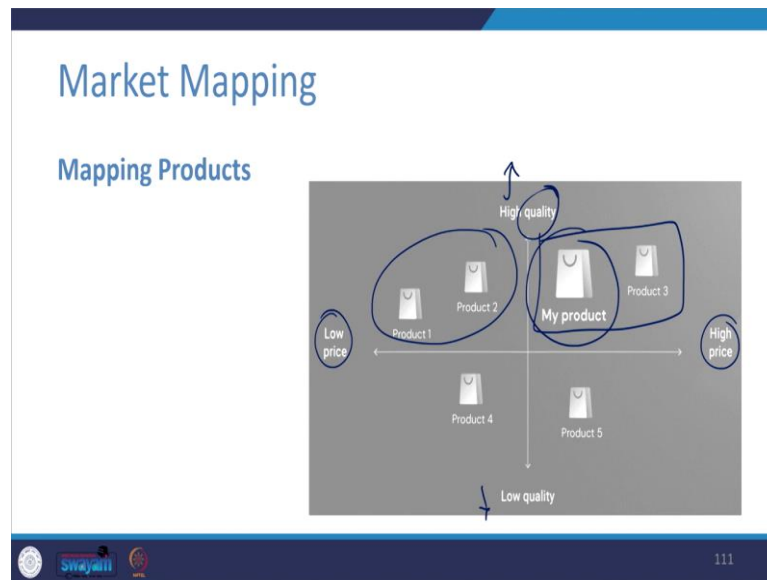 Market Mapping
Mapping Products
High quality
Product 1
Product 2
My product
Product 3
Low
price
High
price
Product 4
Product 5
Low quality
swayam
111